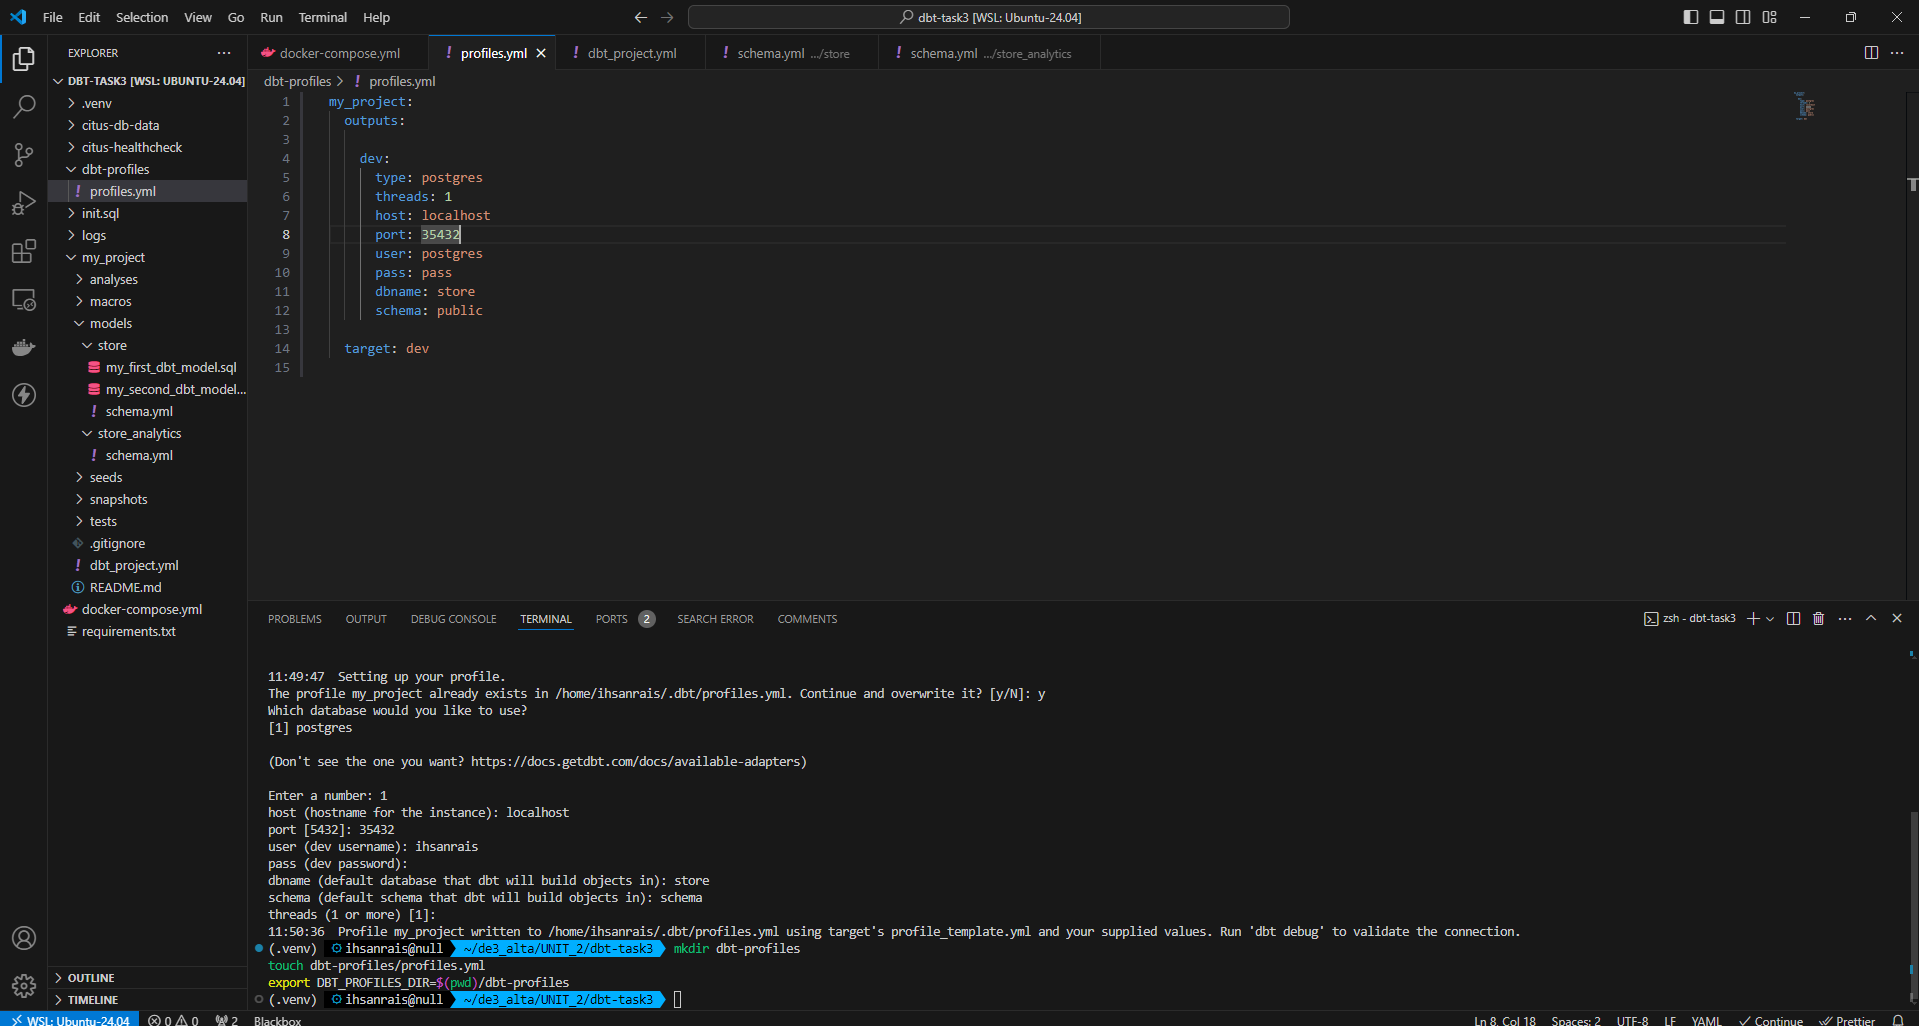 File Edit Selection View Go Run Terminal Help
dbt-task3 [WSL: Ubuntu-24.04]
EXPLORER
DBT-TASK3 [WSL: UBUNTU-24.04]
.venv
citus-db-data
citus-healthcheck
dbt-profiles
! profiles.yml
init.sql
logs
my_project
analyses
macros
models
store
my_first_dbt_model.sql
my_second_dbt_model...
! schema.yml
store_analytics
! schema.yml
seeds
snapshots
tests
.gitignore
! dbt_project.yml
README.md
docker-compose.yml
requirements.txt
OUTLINE
TIMELINE
docker-compose.yml ! profiles.yml ! dbt_project.yml ! schema.yml .../store ! schema.yml .../store_analytics
dbt-profiles > ! profiles.yml
1 my_project:
2 outputs:
3
4 dev:
5 type: postgres
6 threads: 1
7 host: localhost
8 port: 35432
9 user: postgres
10 pass: pass
11 dbname: store
12 schema: public
13
14 target: dev
15
PROBLEMS OUTPUT DEBUG CONSOLE TERMINAL PORTS 2 SEARCH ERROR COMMENTS
zsh - dbt-task3
11:49:47 Setting up your profile.
The profile my_project already exists in /home/ihsanrais/.dbt/profiles.yml. Continue and overwrite it? [y/N]: y
Which database would you like to use?
[1] postgres
(Don't see the one you want? https://docs.getdbt.com/docs/available-adapters)
Enter a number: 1
host (hostname for the instance): localhost
port [5432]: 35432
user (dev username): ihsanrais
pass (dev password):
dbname (default database that dbt will build objects in): store
schema (default schema that dbt will build objects in): schema
threads (1 or more) [1]:
11:50:36 Profile my_project written to /home/ihsanrais/.dbt/profiles.yml using target's profile_template.yml and your supplied values. Run 'dbt debug' to validate the connection.
(.venv) ihsanrais@null ~/de3_alta/UNIT_2/dbt-task3 mkdir dbt-profiles
touch dbt-profiles/profiles.yml
export DBT_PROFILES_DIR=$(pwd)/dbt-profiles
(.venv) ihsanrais@null ~/de3_alta/UNIT_2/dbt-task3
WSL: Ubuntu-24.04 0 0 2 Blackbox
Ln 8, Col 18 Spaces: 2 UTF-8 LF YAML Continue Prettier